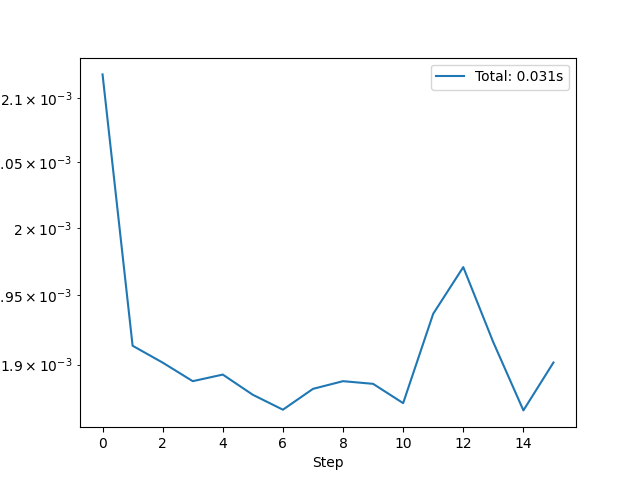 Total: 0.031s
2.1 × 10⁻³
.05 × 10⁻³
2 × 10⁻³
.95 × 10⁻³
1.9 × 10⁻³
0 2 4 6 8 10 12 14
Step